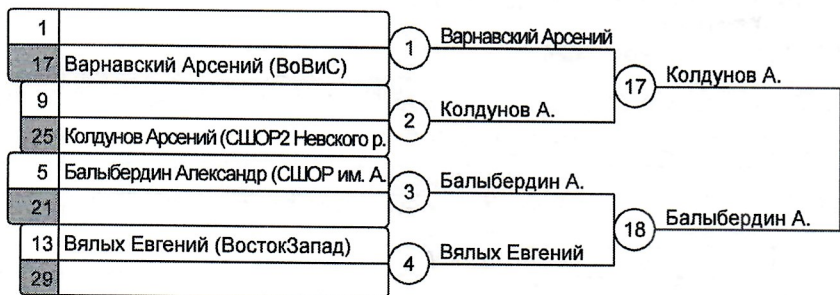 1
17 Варнавский Арсений (ВоВиС)
1
Варнавский Арсений
9
25 Колдунов Арсений (СШОР2 Невского р.
2
Колдунов А.
17
Колдунов А.
5 Балыбердин Александр (СШОР им. А.
21
3
Балыбердин А.
13 Вялых Евгений (ВостокЗапад)
29
4
Вялых Евгений
18
Балыбердин А.